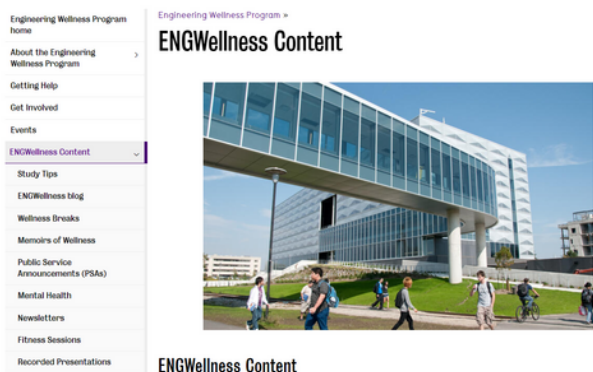 Engineering Wellness Program
home
About the Engineering
Wellness Program
Getting Help
Get Involved
Events
ENGWellness Content
Study Tips
ENGWellness blog
Wellness Breaks
Memoirs of Wellness
Public Service
Announcements (PSAs)
Mental Health
Newsletters
Fitness Sessions
Recorded Presentations
Engineering Wellness Program »
ENGWellness Content
ENGWellness Content